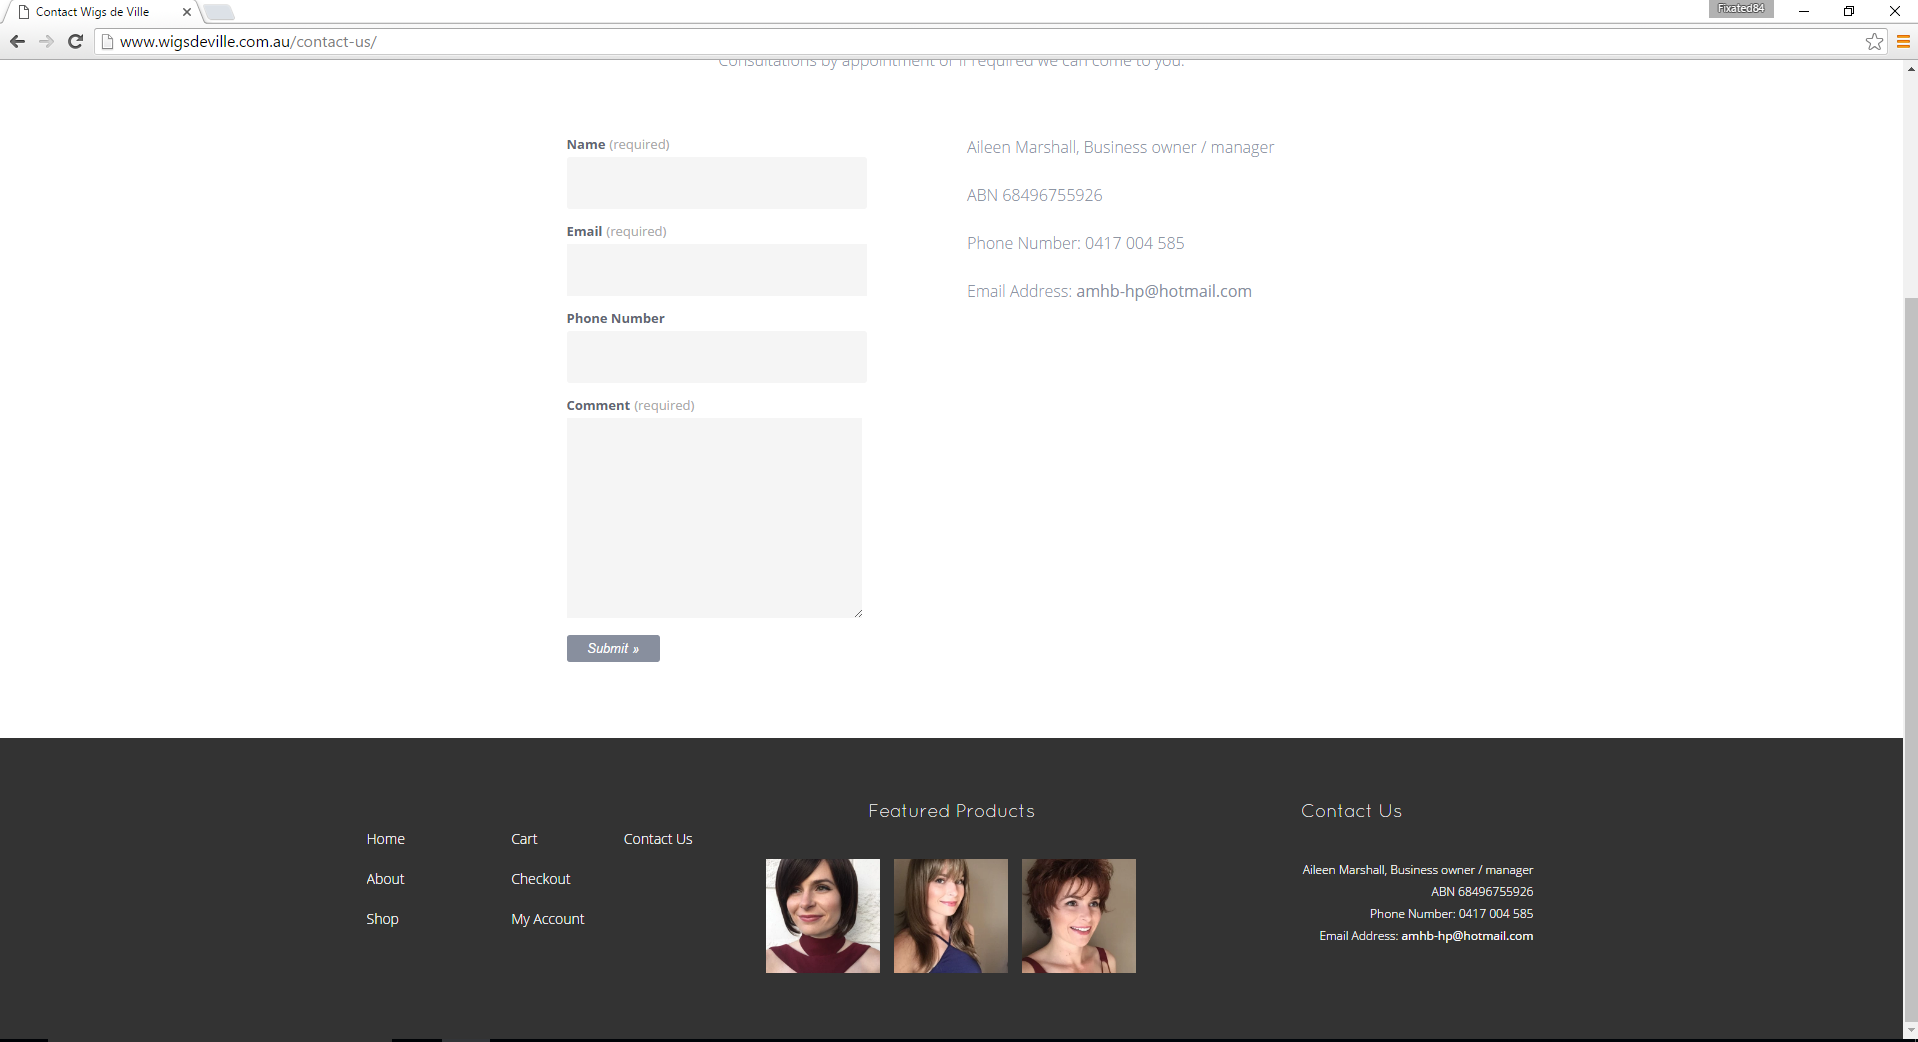 Contact Wigs de Ville
Fixated84
www.wigsdeville.com.au/contact-us/
Consultations by appointment or if required we can come to you.
Name (required)
Email (required)
Phone Number
Comment (required)
Submit »
Aileen Marshall, Business owner / manager
ABN 68496755926
Phone Number: 0417 004 585
Email Address: amhb-hp@hotmail.com
Home
About
Shop
Cart
Checkout
My Account
Contact Us
Featured Products
Contact Us
Aileen Marshall, Business owner / manager
ABN 68496755926
Phone Number: 0417 004 585
Email Address: amhb-hp@hotmail.com